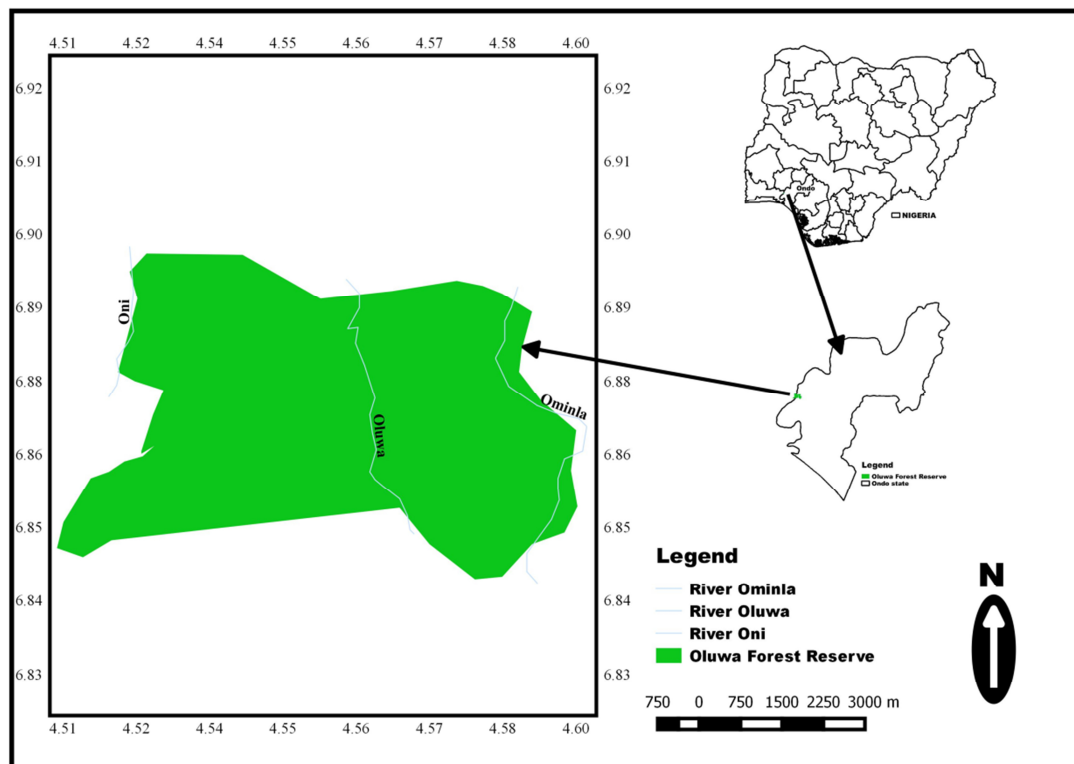 4.51 4.52 4.54 4.55 4.56 4.57 4.58 4.60
6.92 6.92
6.91 6.91
6.90 6.90
6.89 6.89
6.88 6.88
6.86 6.86
6.85 6.85
6.84 6.84
6.83 6.83
4.51 4.52 4.54 4.55 4.56 4.57 4.58 4.60
Oni
Oluwa
Ominla
Ondo
NIGERIA
Legend
Oluwa Forest Reserve
Ondo state
Legend
River Ominla
River Oluwa
River Oni
Oluwa Forest Reserve
N
750 0 750 1500 2250 3000 m